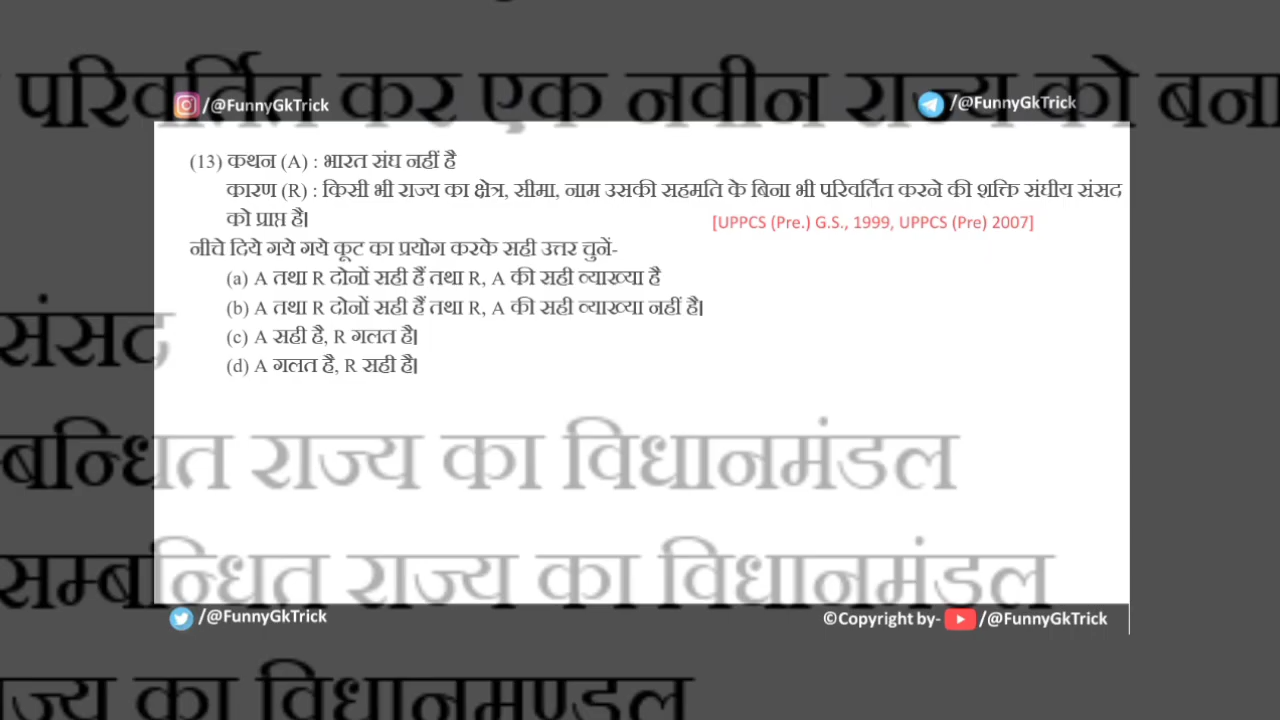 परिवर्तित कर एक नवीन राज्य को बना
/@FunnyGkTrick
/@FunnyGkTrick
(13) कथन (A) : भारत संघ नहीं है
कारण (R) : किसी भी राज्य का क्षेत्र, सीमा, नाम उसकी सहमति के बिना भी परिवर्तित करने की शक्ति संघीय संसद
को प्राप्त है।
[UPPCS (Pre.) G.S., 1999, UPPCS (Pre) 2007]
नीचे दिये गये गये कूट का प्रयोग करके सही उत्तर चुनें-
(a) A तथा R दोनों सही हैं तथा R, A की सही व्याख्या है
(b) A तथा R दोनों सही हैं तथा R, A की सही व्याख्या नहीं है।
(c) A सही है, R गलत है।
(d) A गलत है, R सही है।
संसद
बन्धित राज्य का विधानमंडल
सम्बन्धित राज्य का विधानमंडल
/@FunnyGkTrick
©Copyright by- /@FunnyGkTrick
ज्य का विधानमण्डल